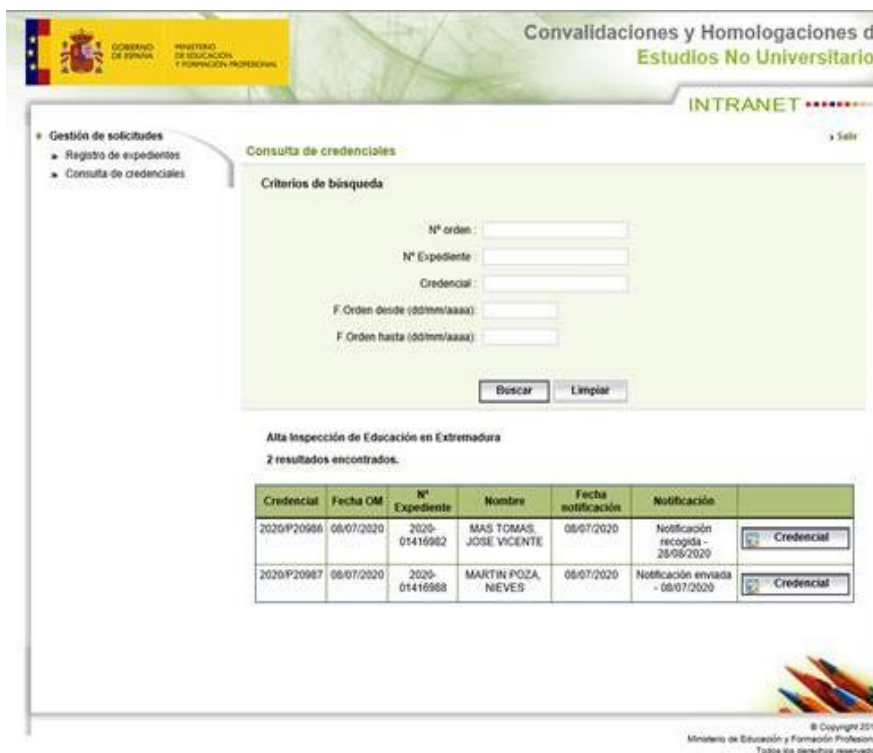 GOBIERNO
DE ESPAÑA
MINISTERIO
DE EDUCACIÓN
Y FORMACIÓN PROFESIONAL
Convalidaciones y Homologaciones d
Estudios No Universitario
INTRANET
Salir
Gestión de solicitudes
Registro de expedientes
Consulta de credenciales
Consulta de credenciales
Criterios de búsqueda
Nº orden :
Nº Expediente :
Credencial :
F.Orden desde (dd/mm/aaaa):
F.Orden hasta (dd/mm/aaaa):
Buscar Limpiar
Alta Inspección de Educación en Extremadura
2 resultados encontrados.
Credencial Fecha OM Nº Expediente Nombre Fecha notificación Notificación
2020/P20986 08/07/2020 2020-01416982 MAS TOMAS, JOSE VICENTE 08/07/2020 Notificación recogida - 28/08/2020 Credencial
2020/P20987 08/07/2020 2020-01416988 MARTIN POZA, NIEVES 08/07/2020 Notificación enviada - 08/07/2020 Credencial
© Copyright 201
Ministerio de Educación y Formación Profesion
Todos los derechos reservado